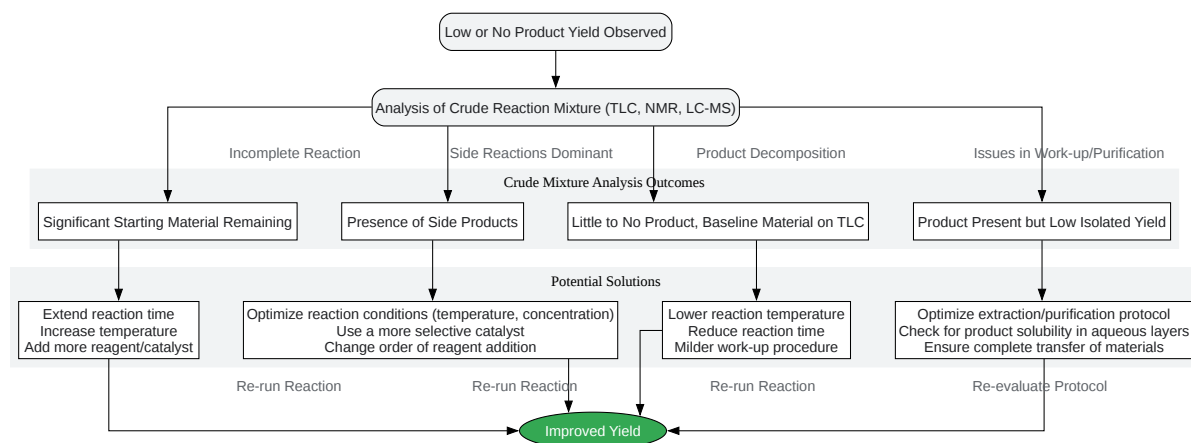 Low or No Product Yield Observed
Analysis of Crude Reaction Mixture (TLC, NMR, LC-MS)
Incomplete Reaction
Side Reactions Dominant
Product Decomposition
Issues in Work-up/Purification
Crude Mixture Analysis Outcomes
Significant Starting Material Remaining
Presence of Side Products
Little to No Product, Baseline Material on TLC
Product Present but Low Isolated Yield
Potential Solutions
Extend reaction time
Increase temperature
Add more reagent/catalyst
Optimize reaction conditions (temperature, concentration)
Use a more selective catalyst
Change order of reagent addition
Lower reaction temperature
Reduce reaction time
Milder work-up procedure
Optimize extraction/purification protocol
Check for product solubility in aqueous layers
Ensure complete transfer of materials
Re-run Reaction
Re-run Reaction
Re-run Reaction
Re-evaluate Protocol
Improved Yield